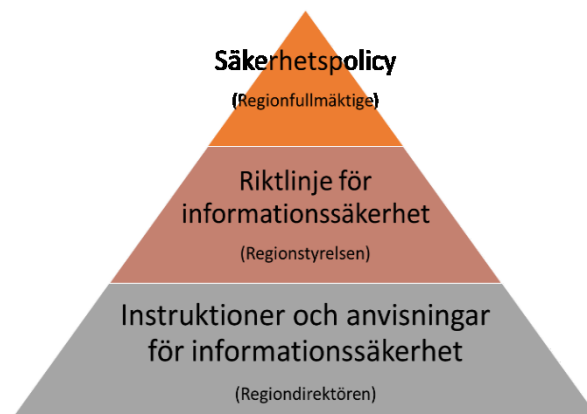 Säkerhetspolicy
(Regionfullmäktige)
Riktlinje för
informationssäkerhet
(Regionstyrelsen)
Instruktioner och anvisningar
för informationssäkerhet
(Regiondirektören)